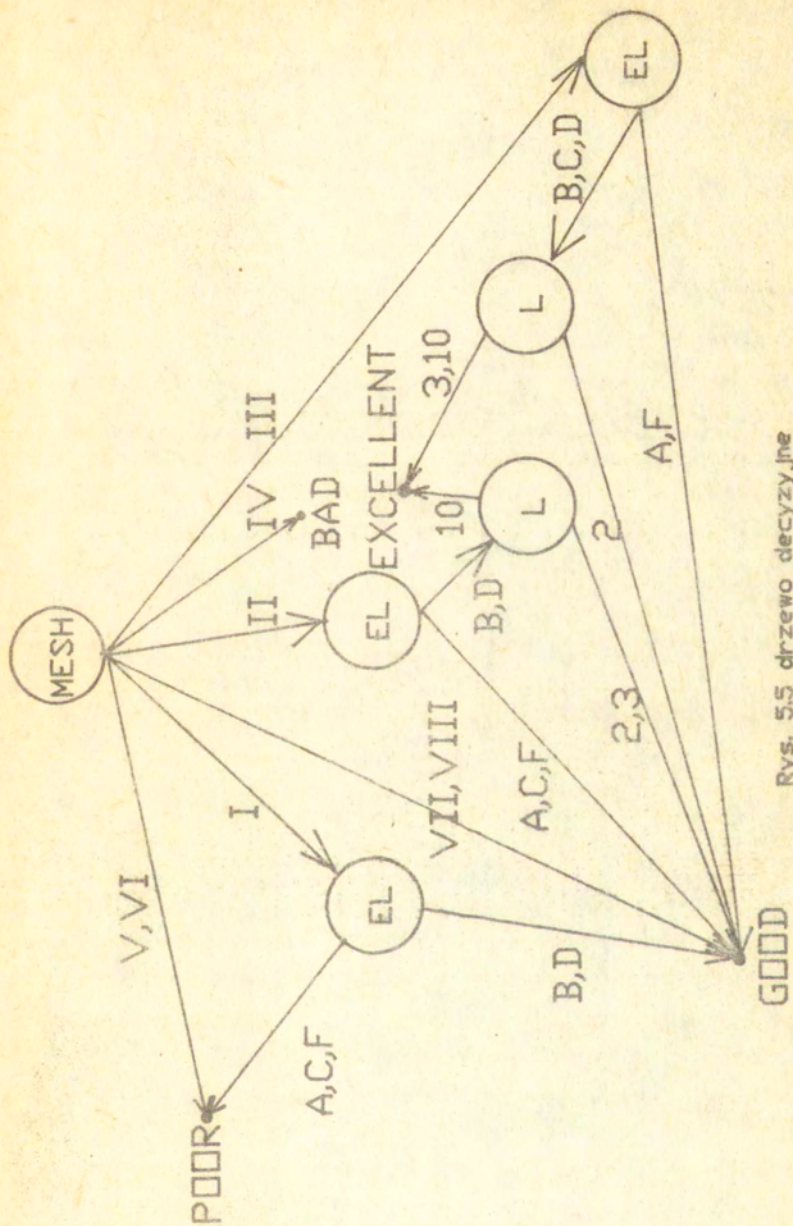 MESH
V,VI
POOR
I
II
IV
III
A,C,F
BAD
EL
EL
EXCELLENT
VII,VIII
10
3,10
B,D
A,C,F
L
L
B,D
B,C,D
2
2,3
EL
A,F
GOOD
Rys. 5.5 drzewo decyzyjne